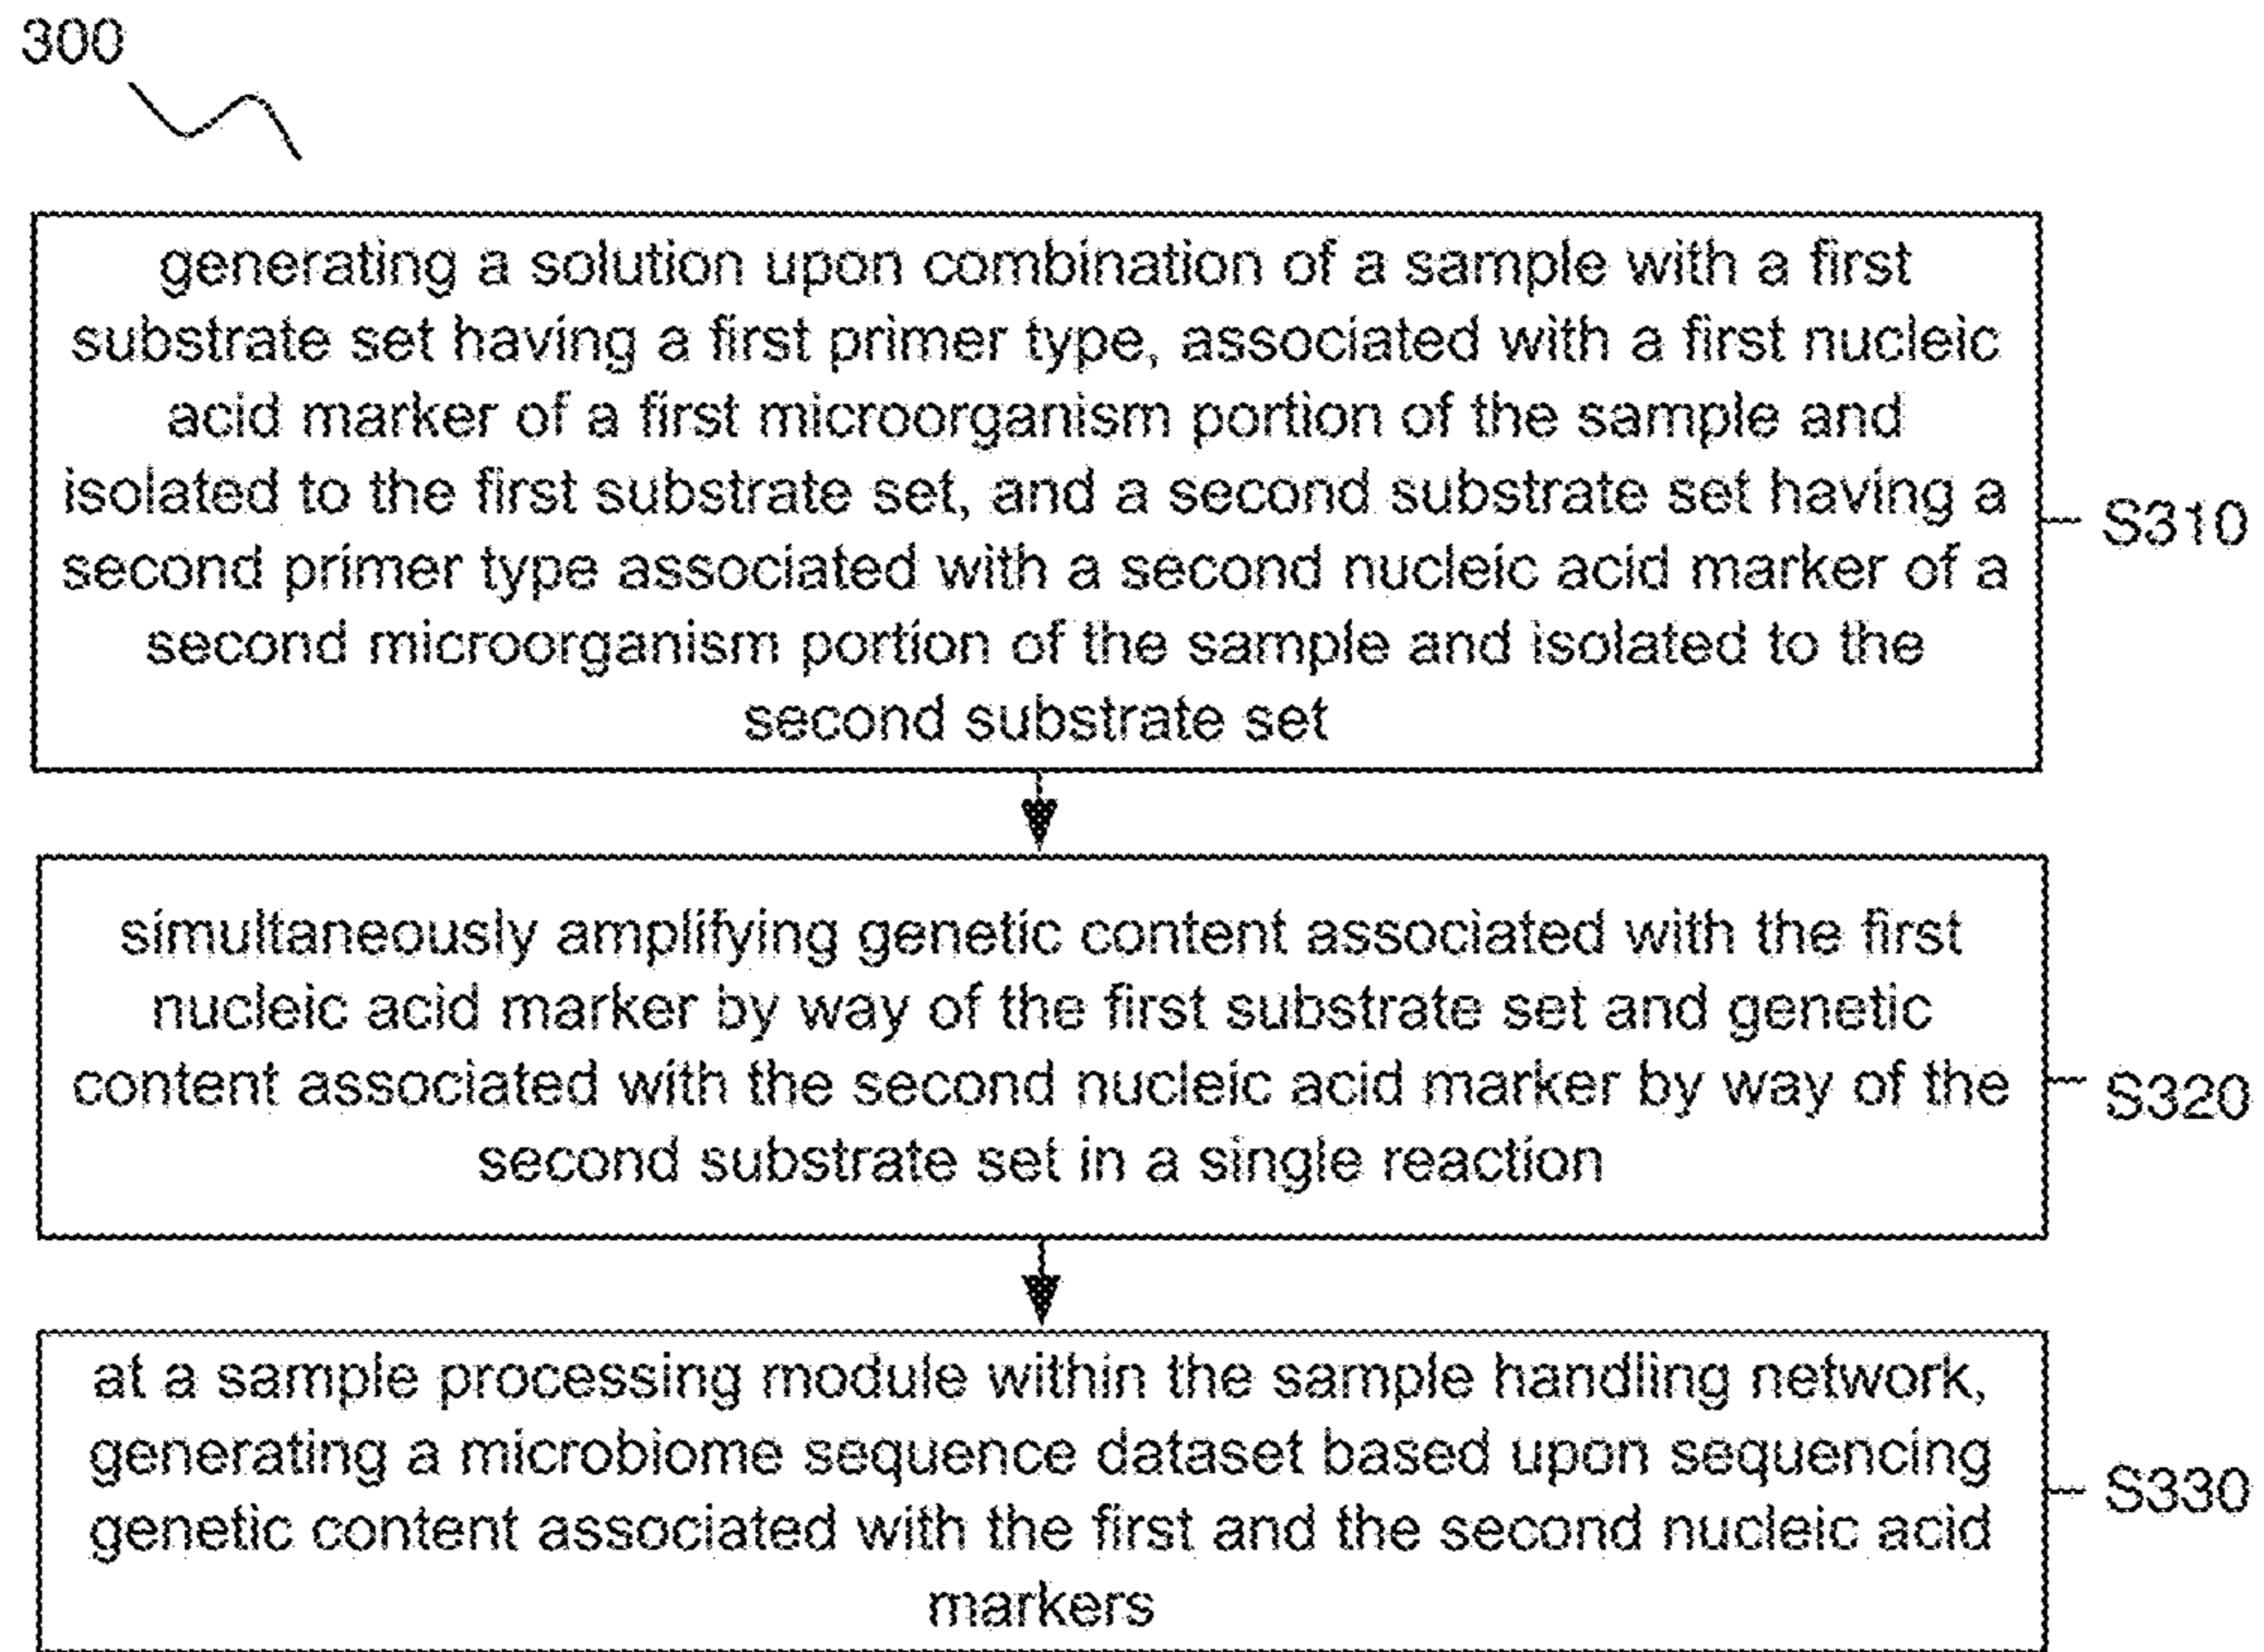 300
generating a solution upon combination of a sample with a first
substrate set having a first primer type, associated with a first nucleic
acid marker of a first microorganism portion of the sample and
isolated to the first substrate set, and a second substrate set having a
second primer type associated with a second nucleic acid marker of a
second microorganism portion of the sample and isolated to the
second substrate set
S310
simultaneously amplifying genetic content associated with the first
nucleic acid marker by way of the first substrate set and genetic
content associated with the second nucleic acid marker by way of the
second substrate set in a single reaction
S320
at a sample processing module within the sample handling network,
generating a microbiome sequence dataset based upon sequencing
genetic content associated with the first and the second nucleic acid
markers
S330